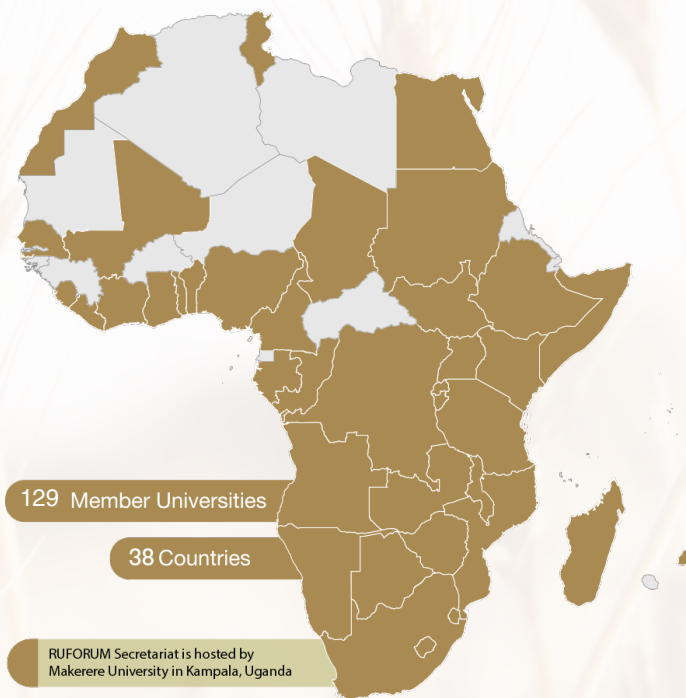 129 Member Universities
38 Countries
RUFORUM Secretariat is hosted by
Makerere University in Kampala, Uganda